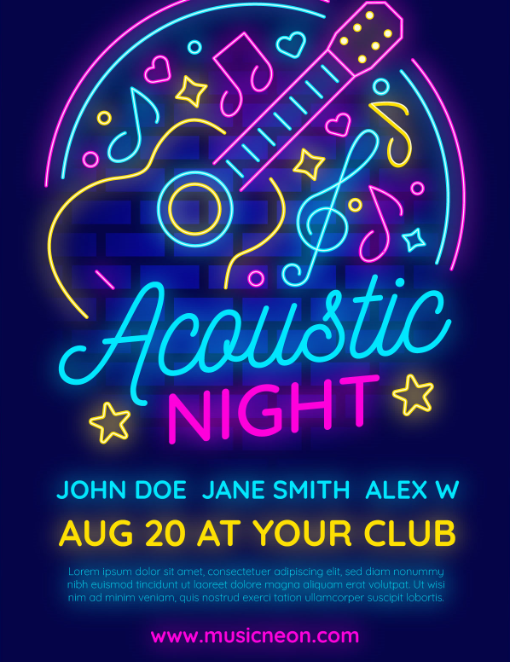 Acoustic
NIGHT
JOHN DOE JANE SMITH ALEX W
AUG 20 AT YOUR CLUB
Lorem ipsum dolor sit amet, consectetuer adipiscing elit, sed diam nonummy
nibh euismod tincidunt ut laoreet dolore magna aliquam erat volutpat. Ut wisi
nim ad minim veniam, quis nostrud exerci tation ullamcorper suscipit lobortis.
www.musicneon.com